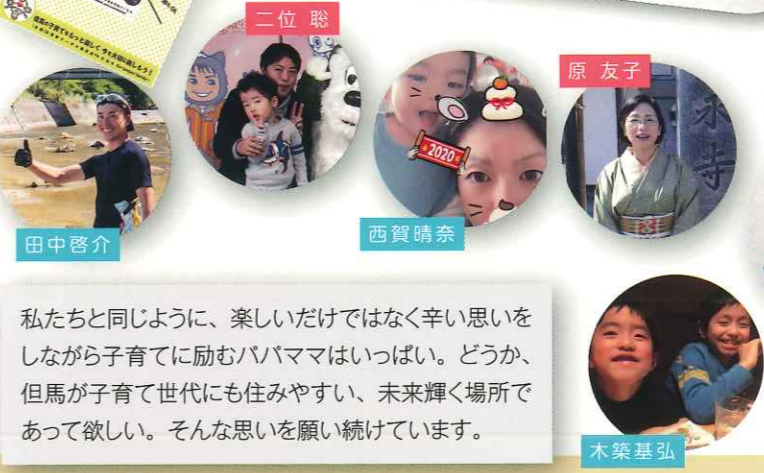 二位 聡
原 友子
2020
永寺
田中啓介
西賀晴奈
私たちと同じように、楽しいだけではなく辛い思いを
しながら子育てに励むパパママはいっぱい。どうか、
但馬が子育て世代にも住みやすい、未来輝く場所で
あって欲しい。そんな思いを願い続けています。
木築基弘